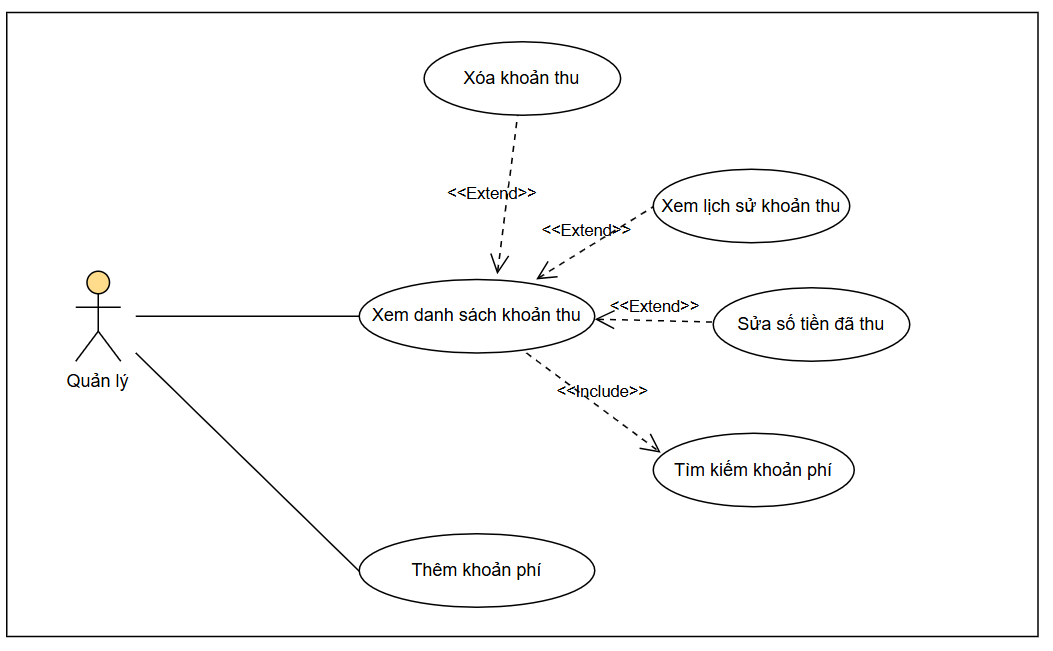 Xóa khoản thu
<<Extend>>
Xem lịch sử khoản thu
<<Extend>>
<<Extend>>
Xem danh sách khoản thu
Sửa số tiền đã thu
Quản lý
<<Include>>
Tìm kiếm khoản phí
Thêm khoản phí